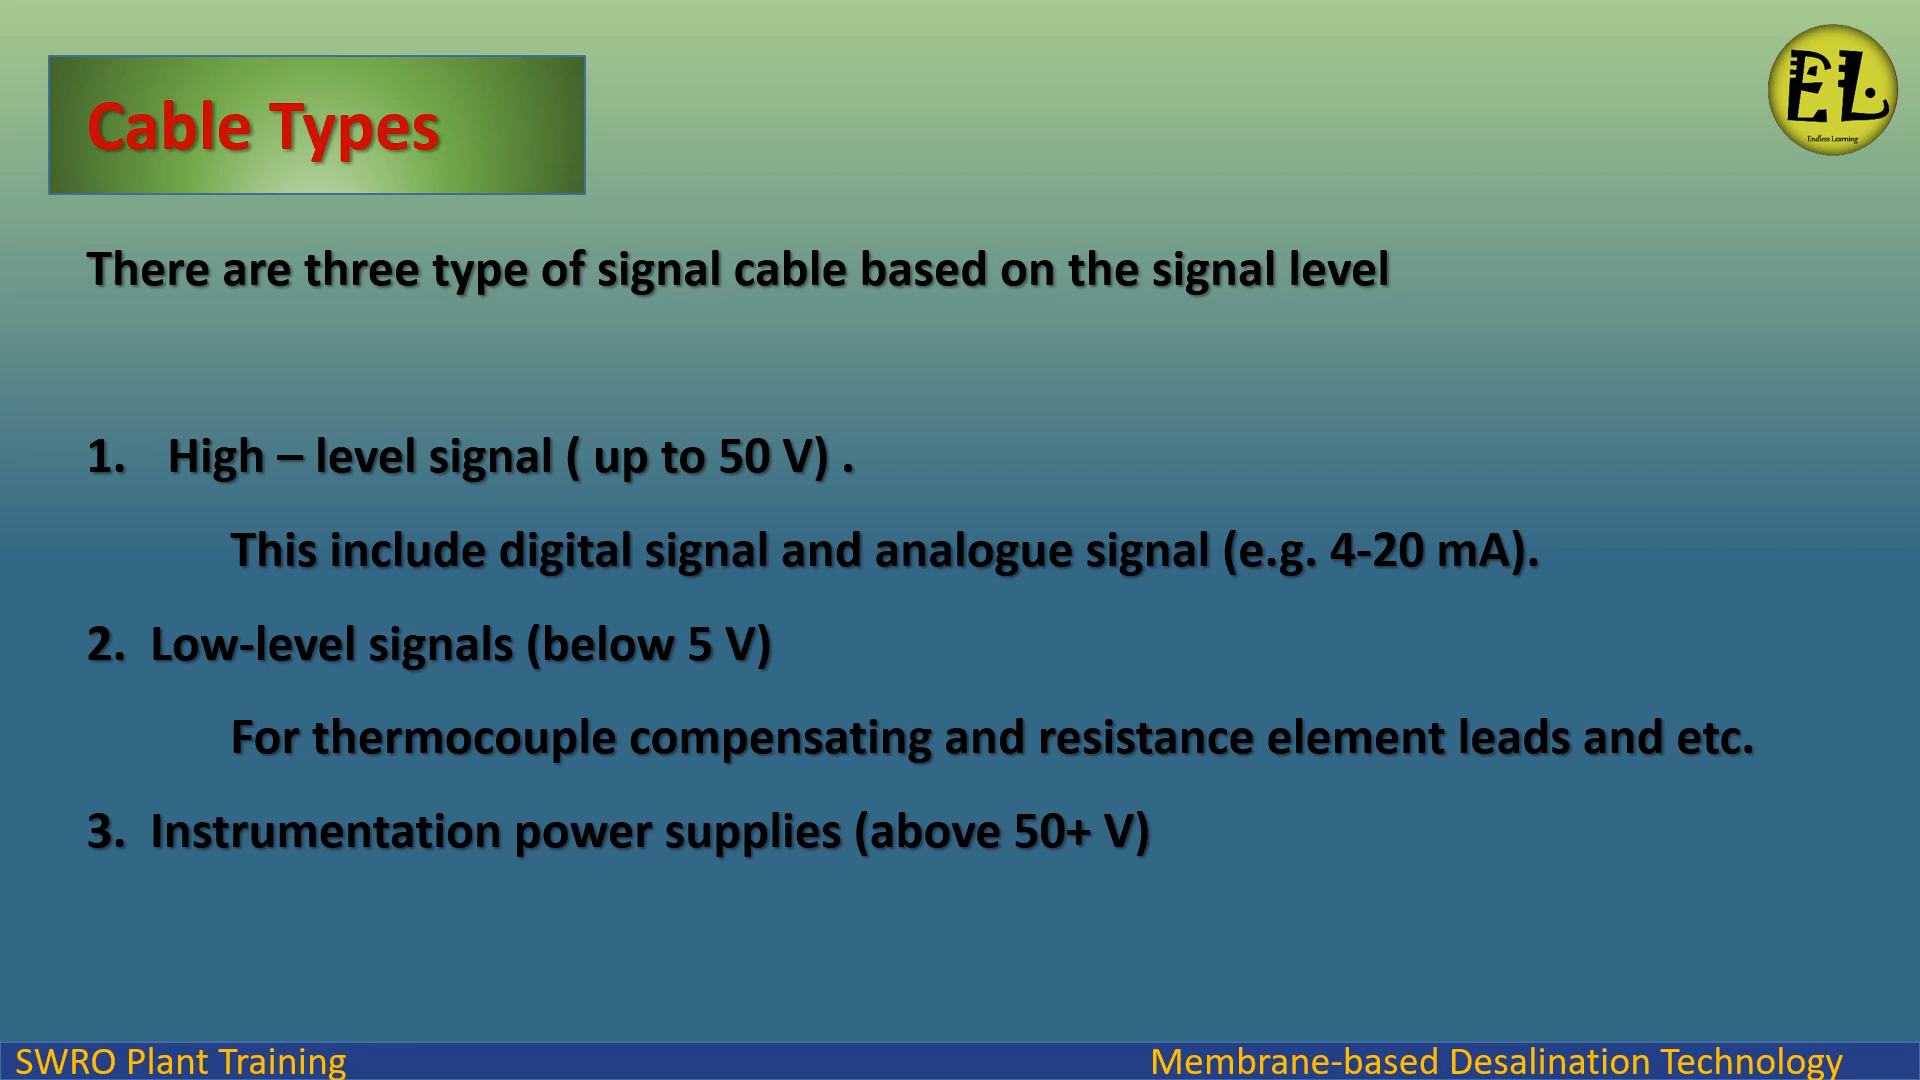 Cable Types
EL
Endless Learning
There are three type of signal cable based on the signal level
1. High – level signal ( up to 50 V) .
This include digital signal and analogue signal (e.g. 4-20 mA).
2. Low-level signals (below 5 V)
For thermocouple compensating and resistance element leads and etc.
3. Instrumentation power supplies (above 50+ V)
SWRO Plant Training
Membrane-based Desalination Technology